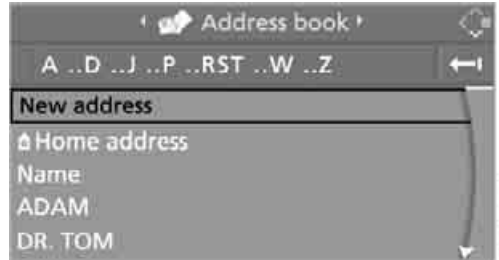 Address book
A ..D ..J ..P ..RST ..W ..Z
New address
Home address
Name
ADAM
DR. TOM